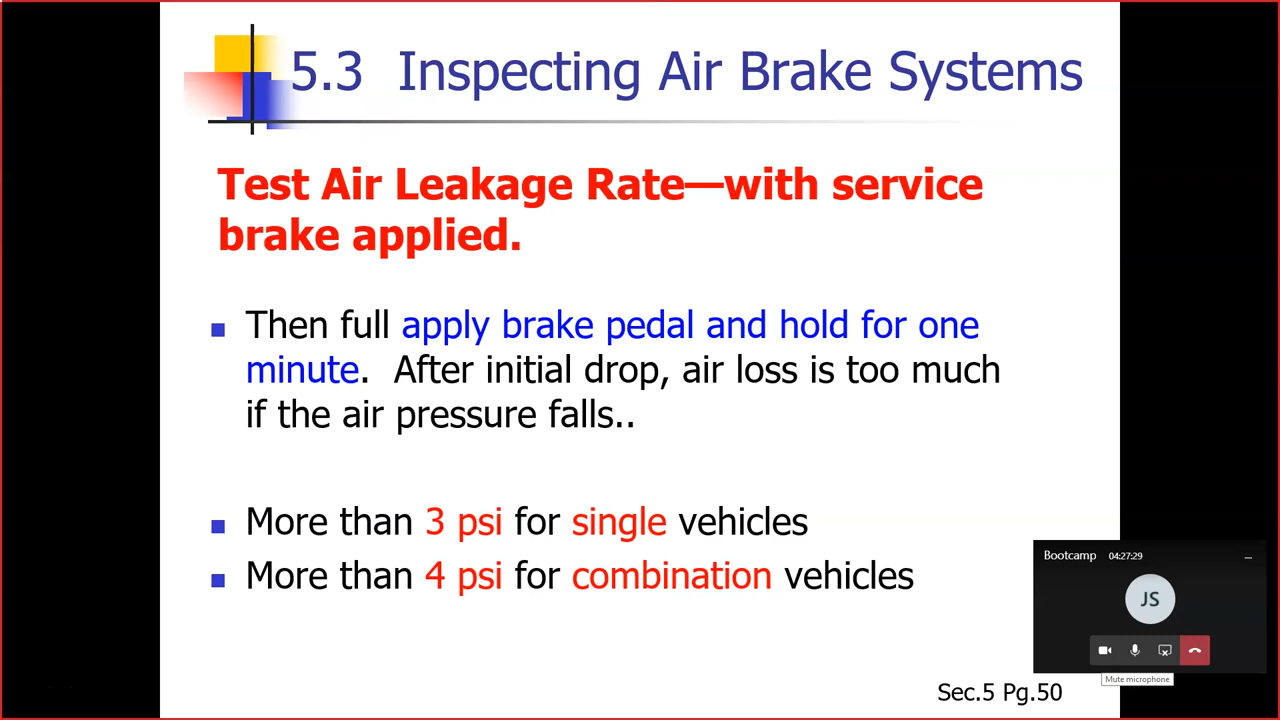 5.3 Inspecting Air Brake Systems
Test Air Leakage Rate—with service
brake applied.
Then full apply brake pedal and hold for one
minute. After initial drop, air loss is too much
if the air pressure falls..
More than 3 psi for single vehicles
More than 4 psi for combination vehicles
Bootcamp 04:27:29
JS
Mute microphone
Sec.5 Pg.50